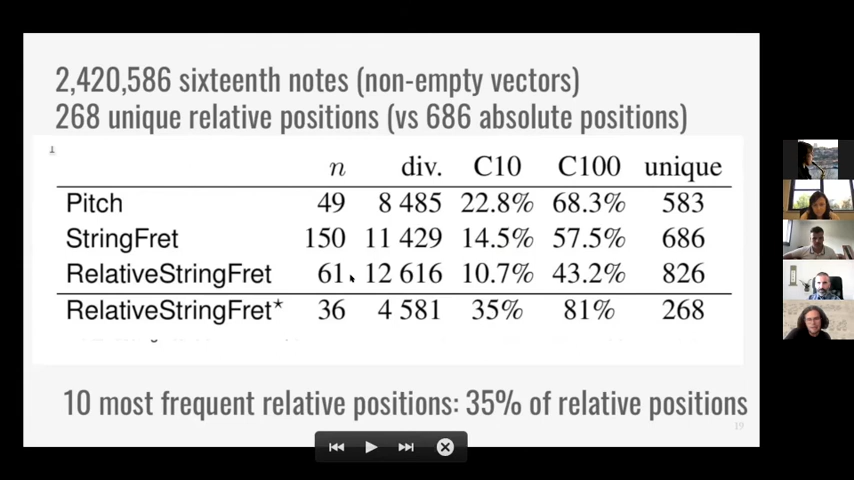 2,420,586 sixteenth notes (non-empty vectors)
268 unique relative positions (vs 686 absolute positions)
n div. C10 C100 unique
Pitch 49 8 485 22.8% 68.3% 583
StringFret 150 11 429 14.5% 57.5% 686
RelativeStringFret 61 12 616 10.7% 43.2% 826
RelativeStringFret* 36 4 581 35% 81% 268
10 most frequent relative positions: 35% of relative positions
19